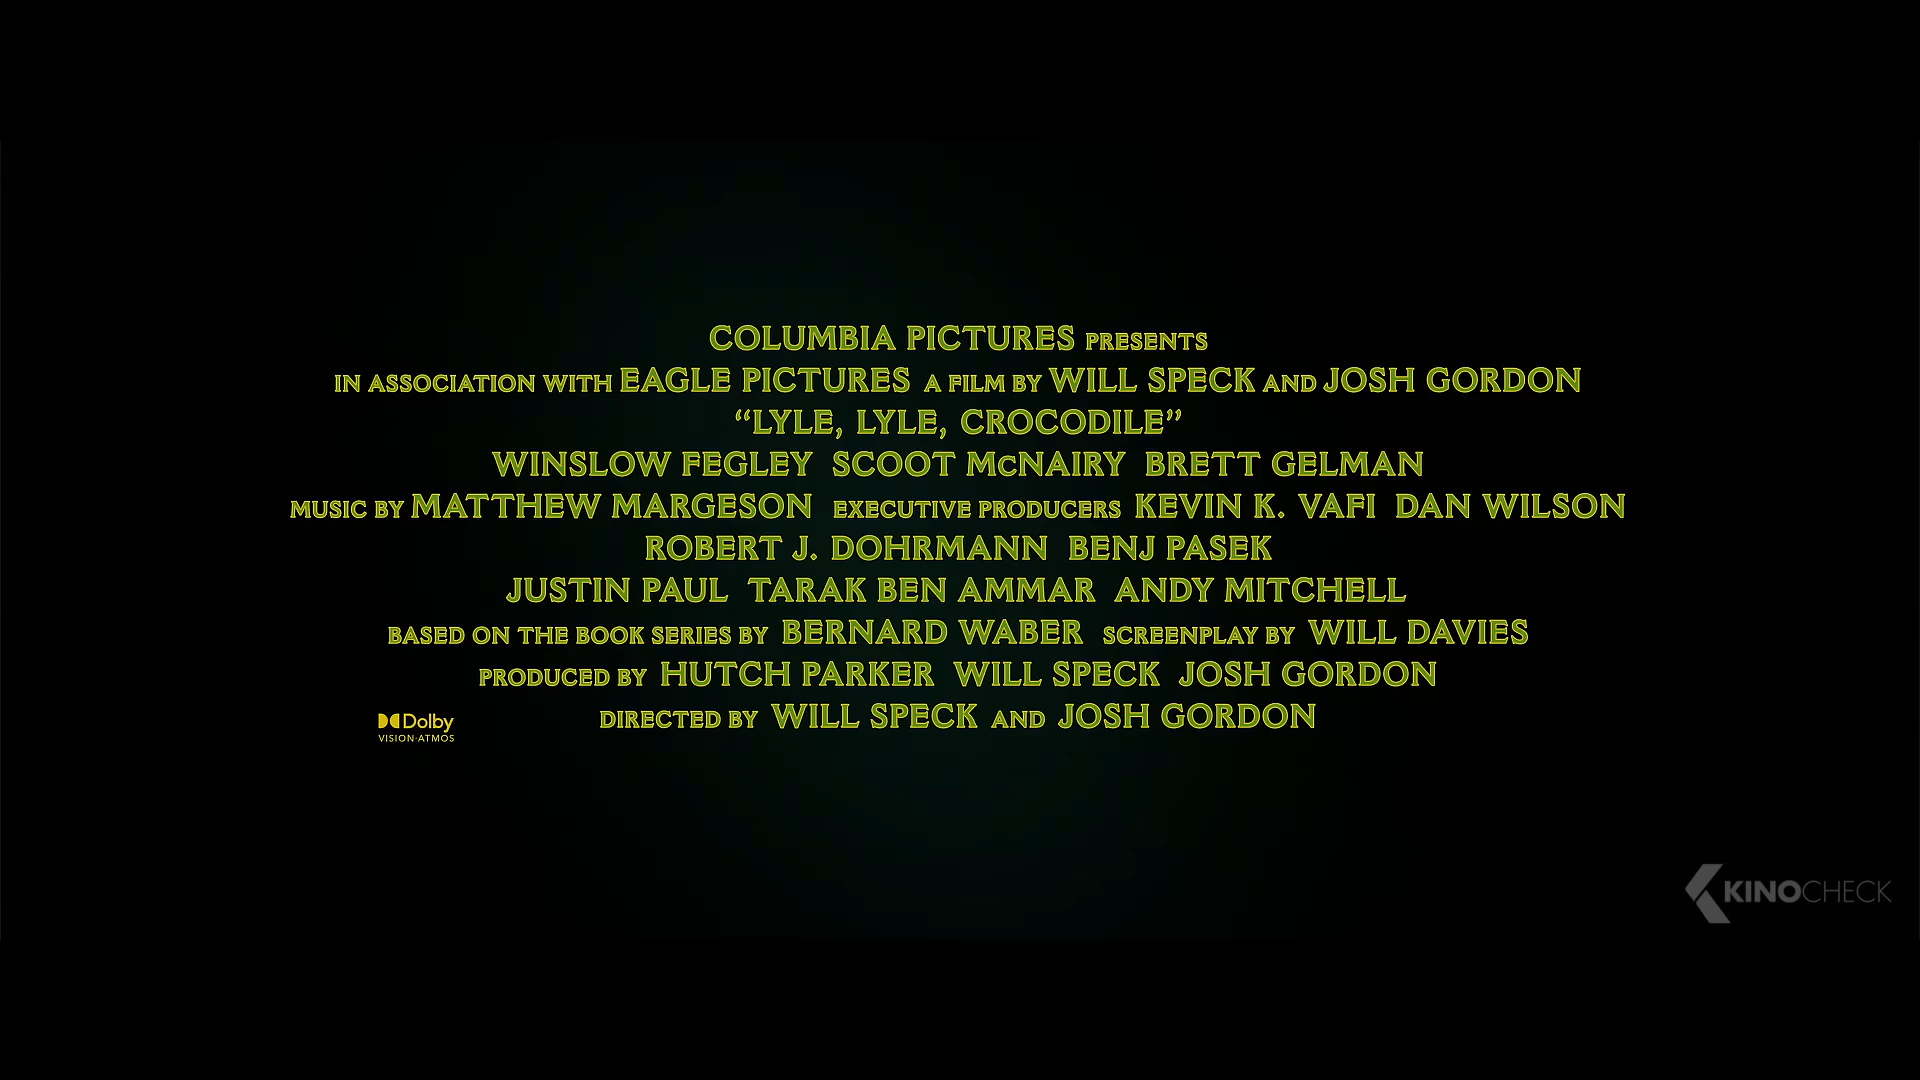 COLUMBIA PICTURES PRESENTS
IN ASSOCIATION WITH EAGLE PICTURES A FILM BY WILL SPECK AND JOSH GORDON
“LYLE, LYLE, CROCODILE”
WINSLOW FEGLEY SCOOT McNAIRY BRETT GELMAN
MUSIC BY MATTHEW MARGESON EXECUTIVE PRODUCERS KEVIN K. VAFI DAN WILSON
ROBERT J. DOHRMANN BENJ PASEK
JUSTIN PAUL TARAK BEN AMMAR ANDY MITCHELL
BASED ON THE BOOK SERIES BY BERNARD WABER SCREENPLAY BY WILL DAVIES
PRODUCED BY HUTCH PARKER WILL SPECK JOSH GORDON
DIRECTED BY WILL SPECK AND JOSH GORDON
Dolby
VISION·ATMOS
KINOCHECK